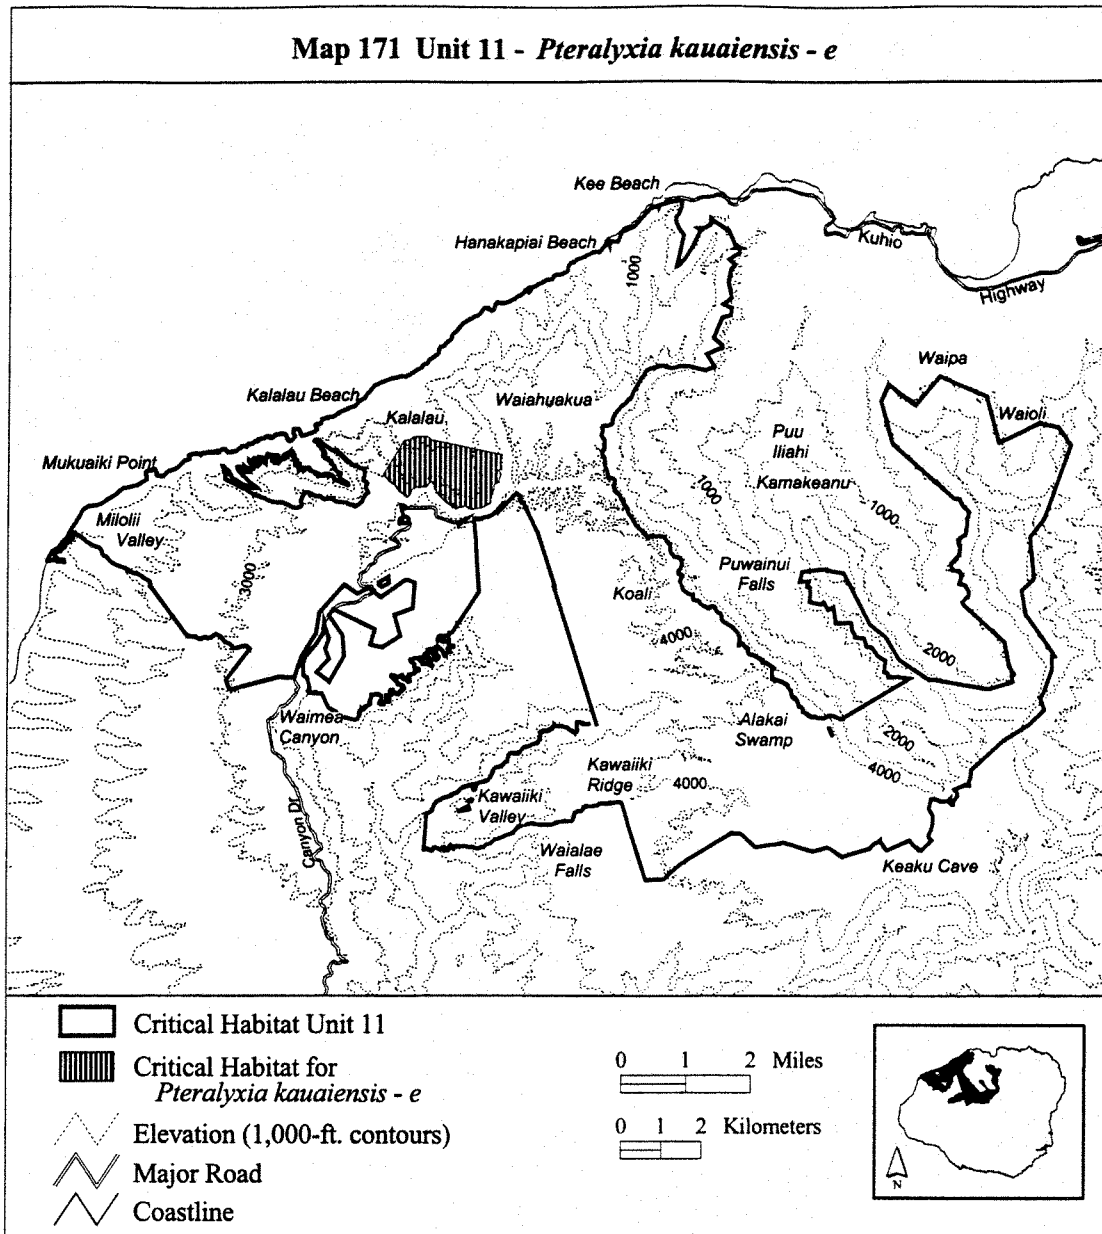 Map 171 Unit 11 - Pteralyxia kauaiensis - e
Kee Beach
Hanakapiai Beach
Kuhio
Highway
1000
Waipa
Kalalau Beach
Waiahuakua
Kalalau
Waioli
Puu
Iliahi
Mukuaiki Point
Kamakeanu
1000
1000
Milolii
Valley
3000
Puwainui
Falls
Koali
4000
2000
Waimea
Canyon
Alakai
Swamp
2000
Kawaiiki
Ridge
4000
4000
Kawaiiki
Valley
Canyon Dr
Waialae
Falls
Keaku Cave
Critical Habitat Unit 11
Critical Habitat for
Pteralyxia kauaiensis - e
Elevation (1,000-ft. contours)
Major Road
Coastline
0 1 2 Miles
0 1 2 Kilometers
N